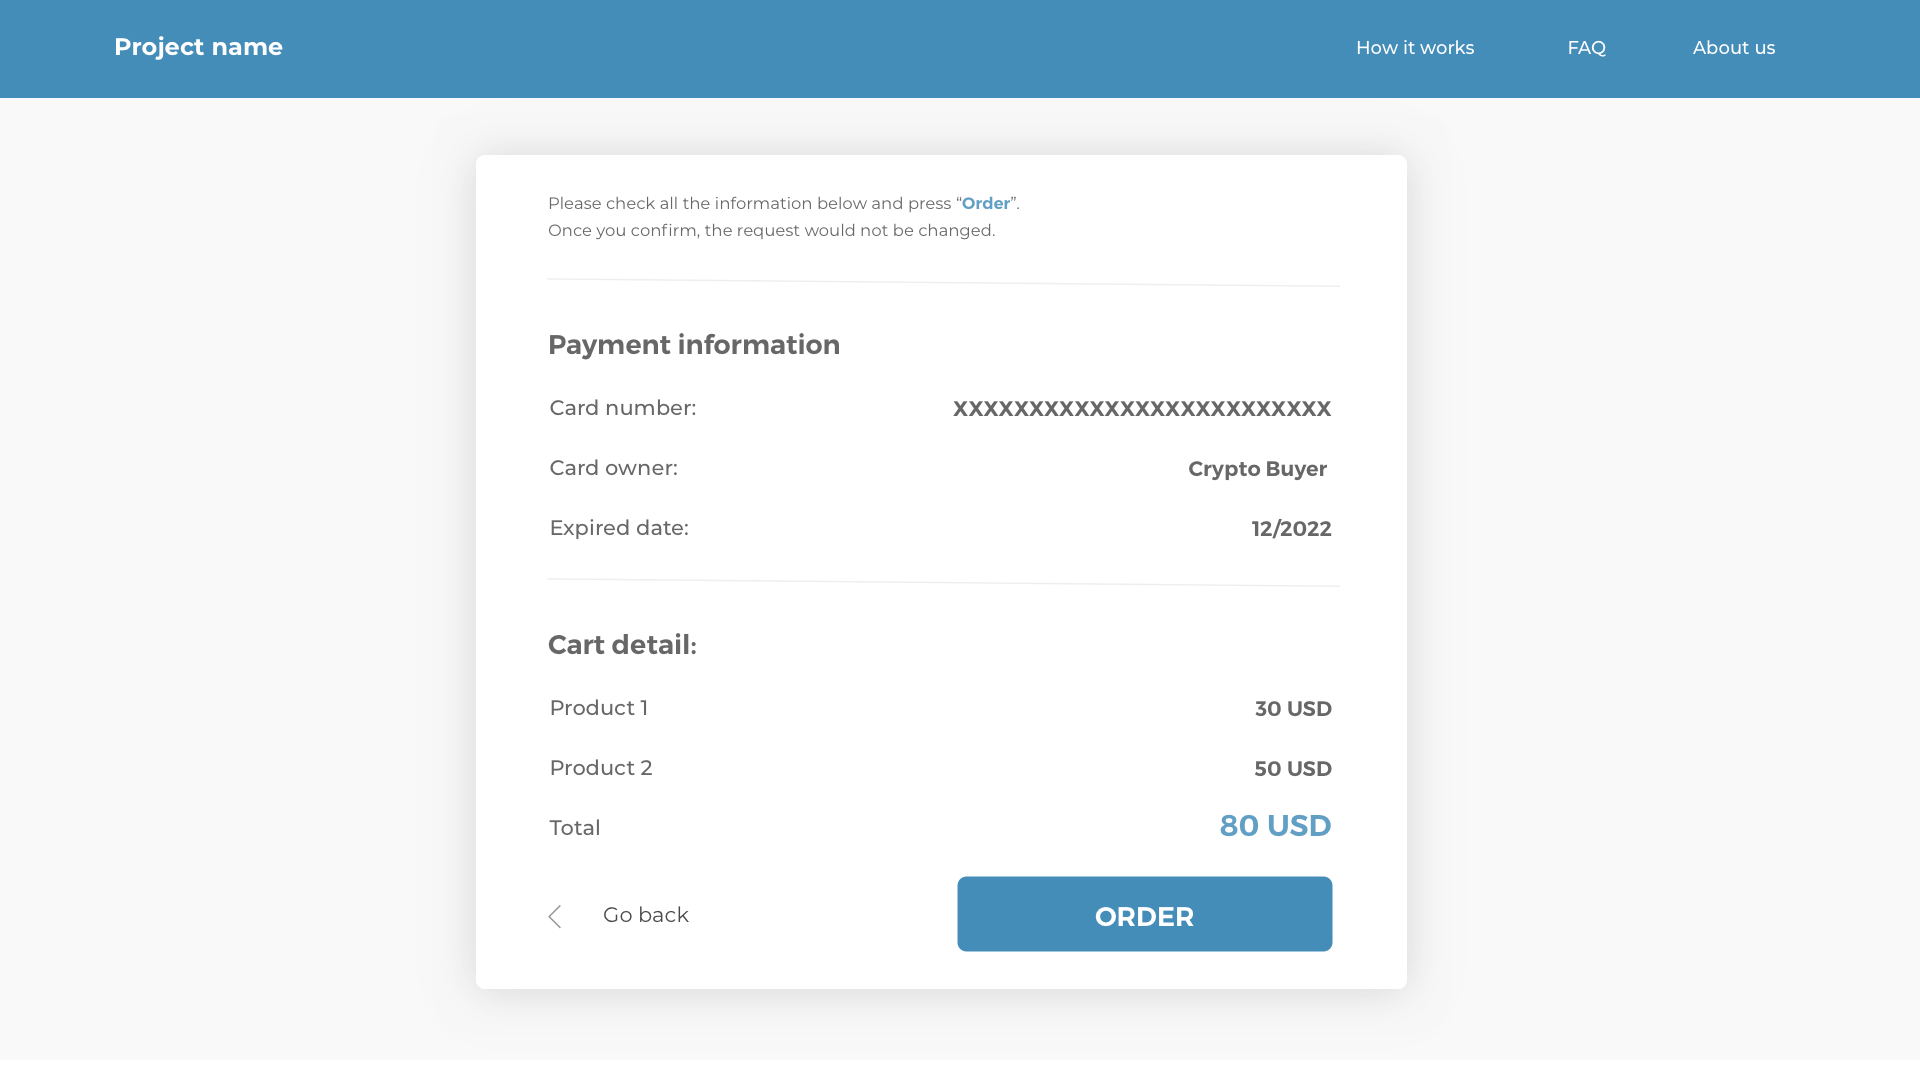 Project name
How it works
FAQ
About us
Please check all the information below and press “Order”.
Once you confirm, the request would not be changed.
Payment information
Card number: XXXXXXXXXXXXXXXXXXXXXXXXX
Card owner: Crypto Buyer
Expired date: 12/2022
Cart detail:
Product 1 30 USD
Product 2 50 USD
Total 80 USD
Go back
ORDER